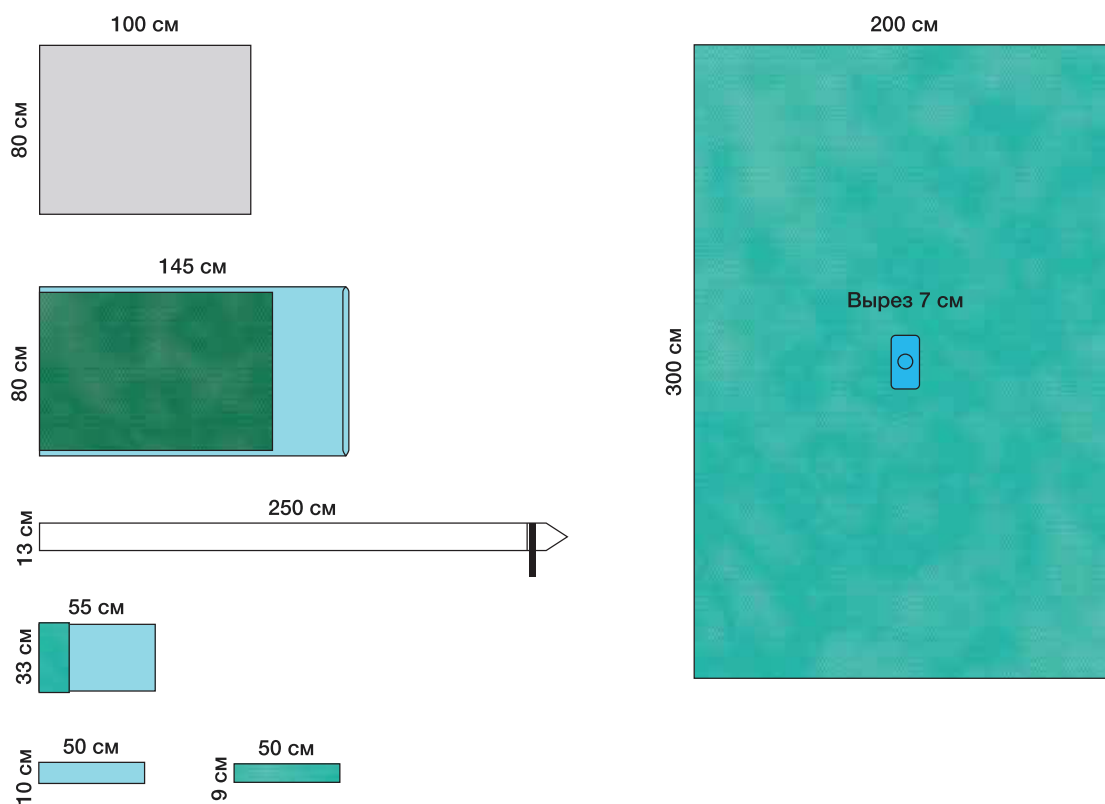 100 см
80 см
145 см
80 см
250 см
13 см
55 см
33 см
50 см
10 см
50 см
9 см
200 см
300 см
Вырез 7 см